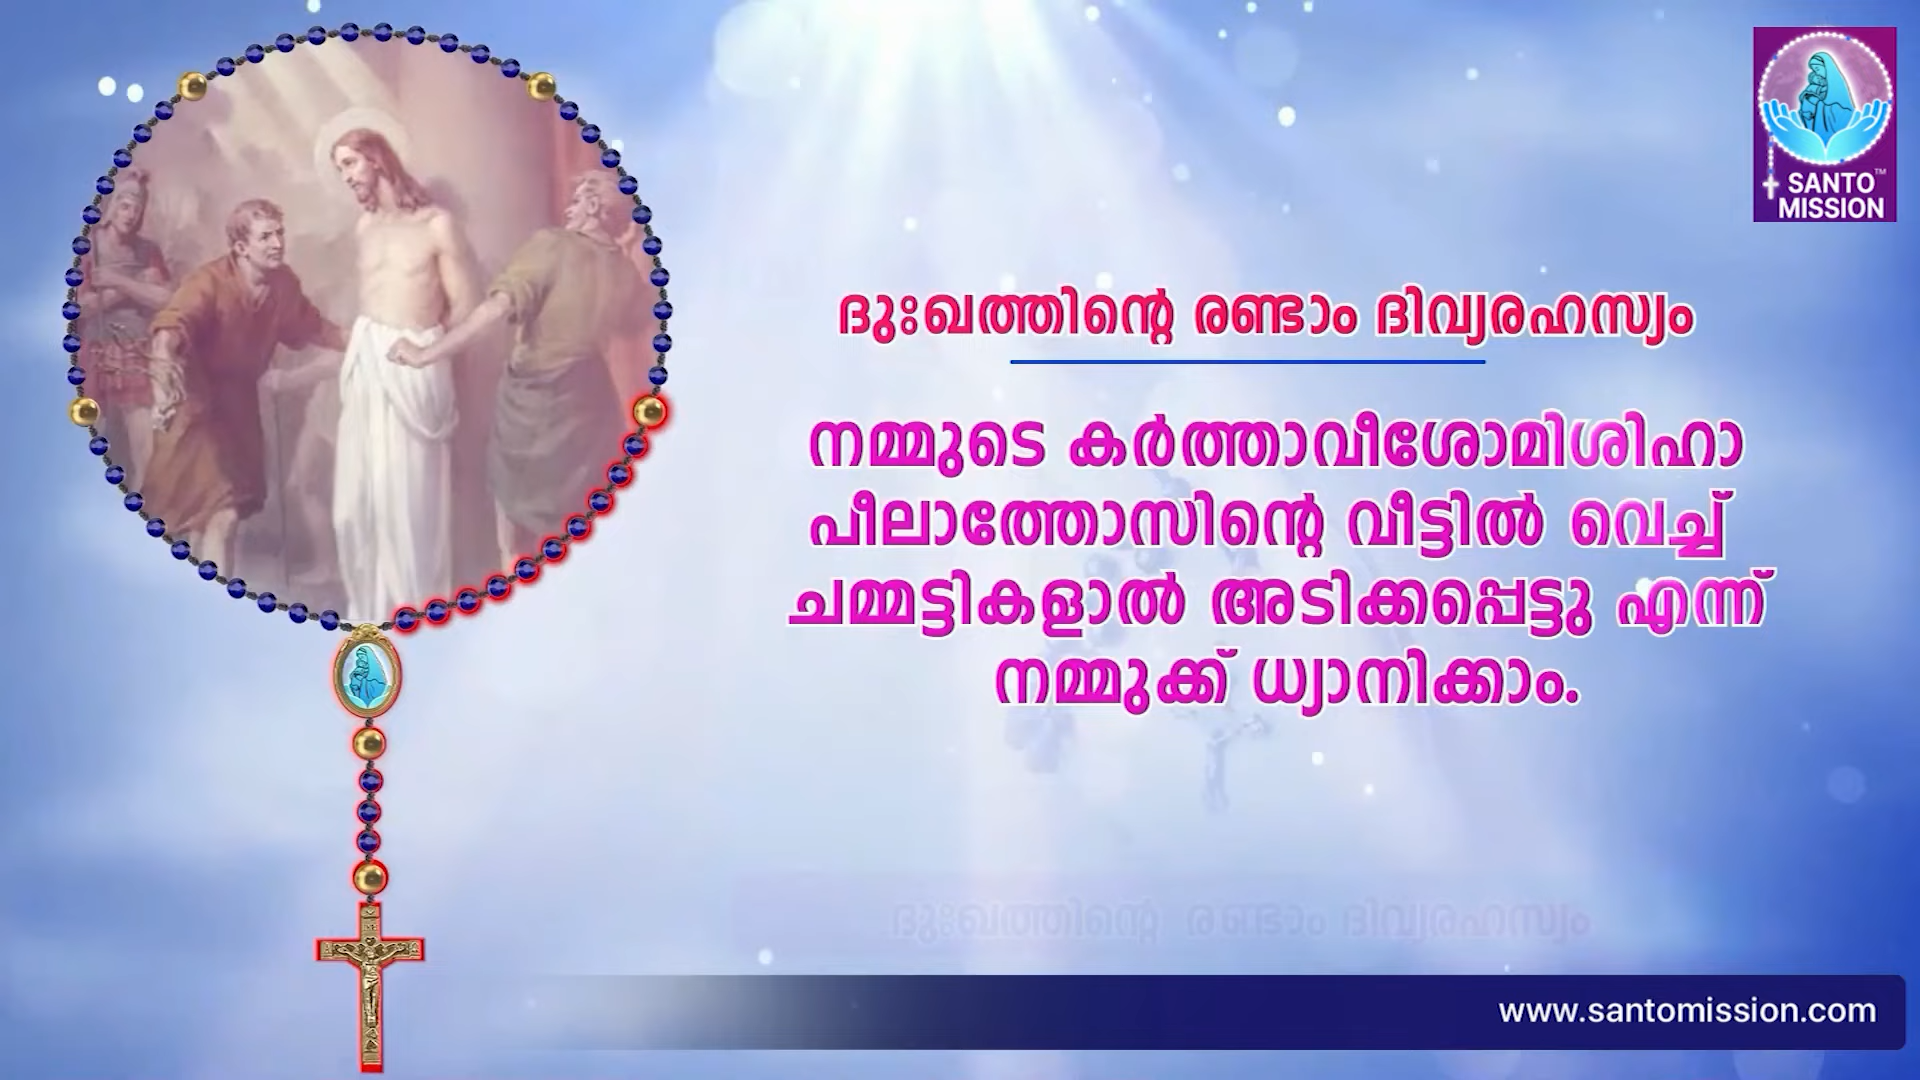 SANTO™
MISSION
ദുഃഖത്തിന്റെ രണ്ടാം ദിവ്യരഹസ്യം
നമ്മുടെ കർത്താവീശോമിശിഹാ
പീലാത്തോസിന്റെ വീട്ടിൽ വെച്ച്
ചമ്മട്ടികളാൽ അടിക്കപ്പെട്ടു എന്ന്
നമ്മുക്ക് ധ്യാനിക്കാം.
ദുഃഖത്തിന്റെ രണ്ടാം ദിവ്യരഹസ്യം
www.santomission.com